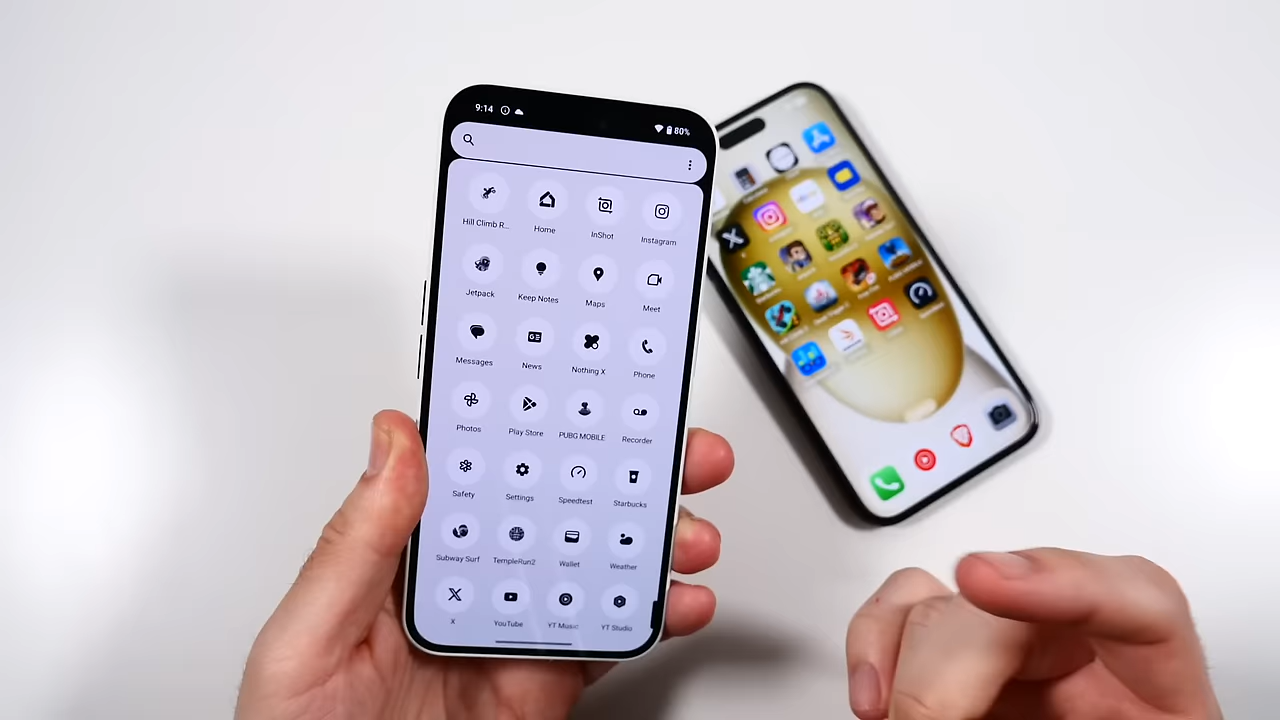 9:14
80%
Hill Climb R...
Home
InShot
Instagram
Jetpack
Keep Notes
Maps
Meet
Messages
News
Nothing X
Phone
Photos
Play Store
PUBG MOBILE
Recorder
Safety
Settings
Speedtest
Starbucks
Subway Surf
TempleRun2
Wallet
Weather
X
YouTube
YT Music
YT Studio